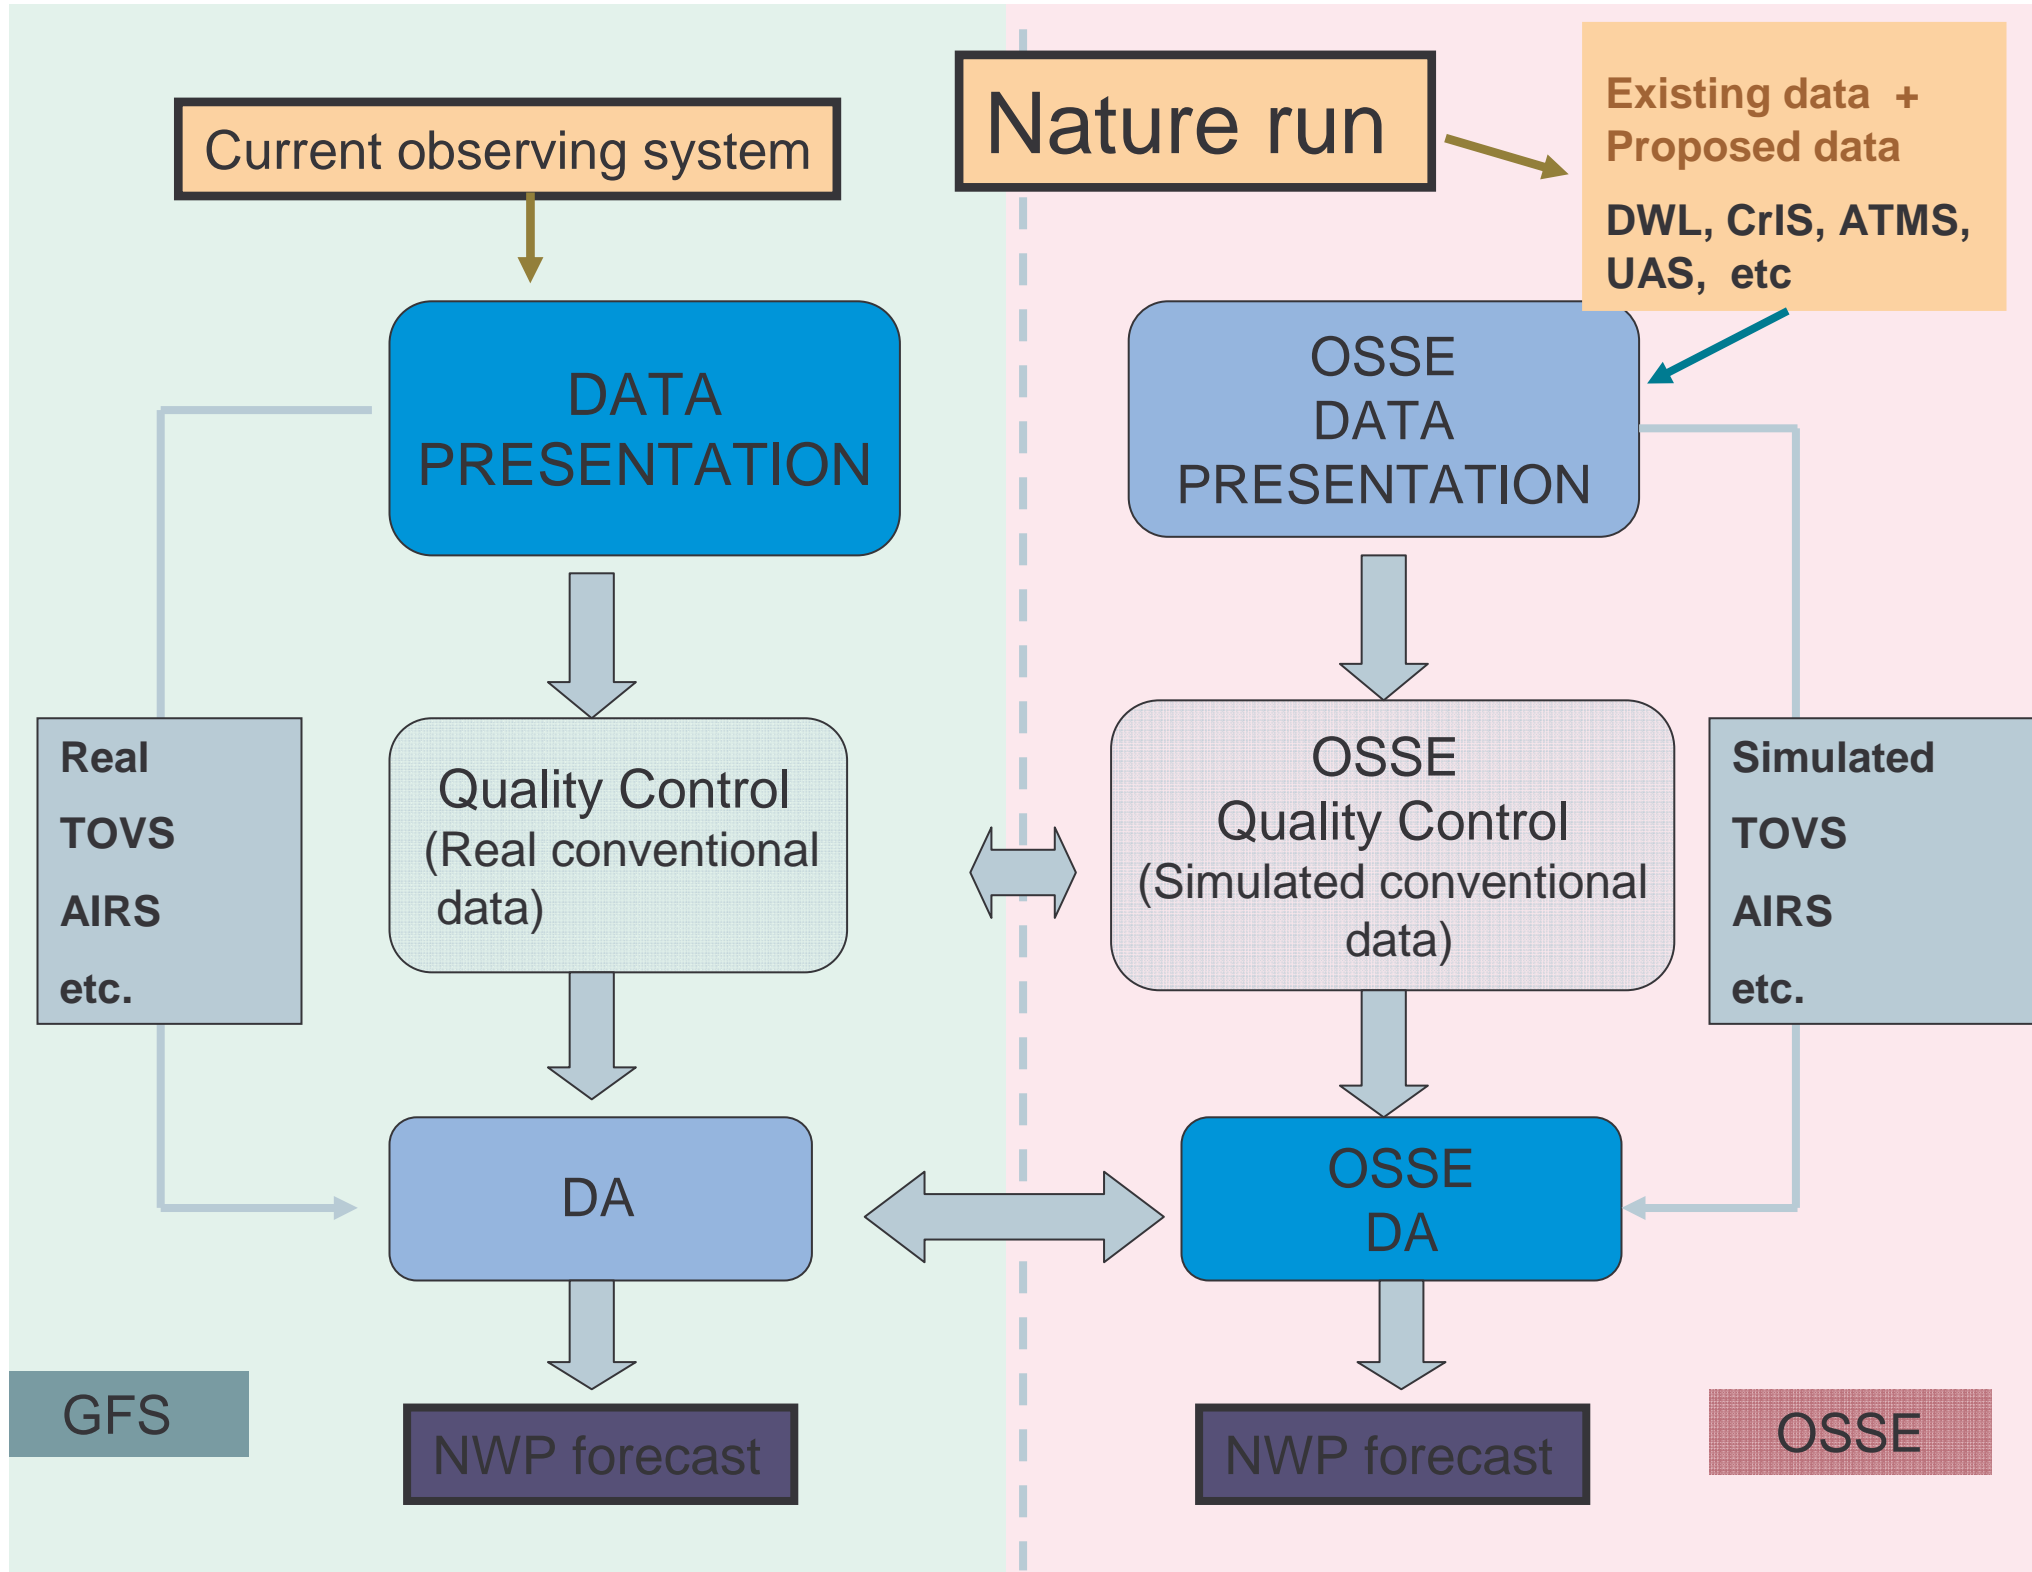 Current observing system
Nature run
Existing data +
Proposed data
DWL, CrIS, ATMS,
UAS, etc
DATA
PRESENTATION
OSSE
DATA
PRESENTATION
Real
TOVS
AIRS
etc.
Quality Control
(Real conventional
data)
OSSE
Quality Control
(Simulated conventional
data)
Simulated
TOVS
AIRS
etc.
DA
OSSE
DA
GFS
NWP forecast
NWP forecast
OSSE